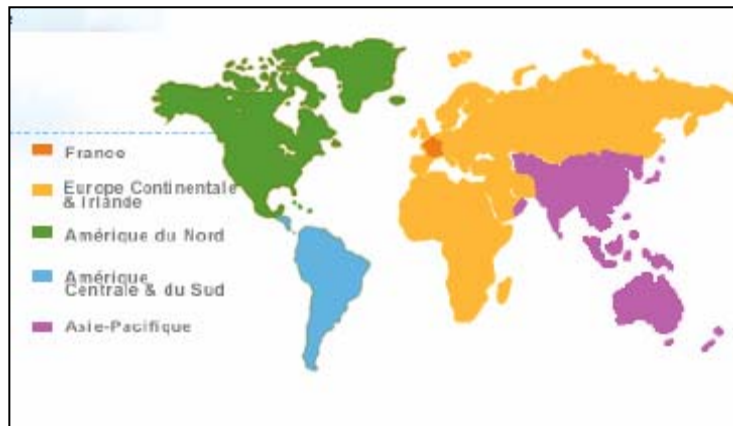 France
Europe Continentale
& Irlande
Amérique du Nord
Amérique
Centrale & du Sud
Asie-Pacifique